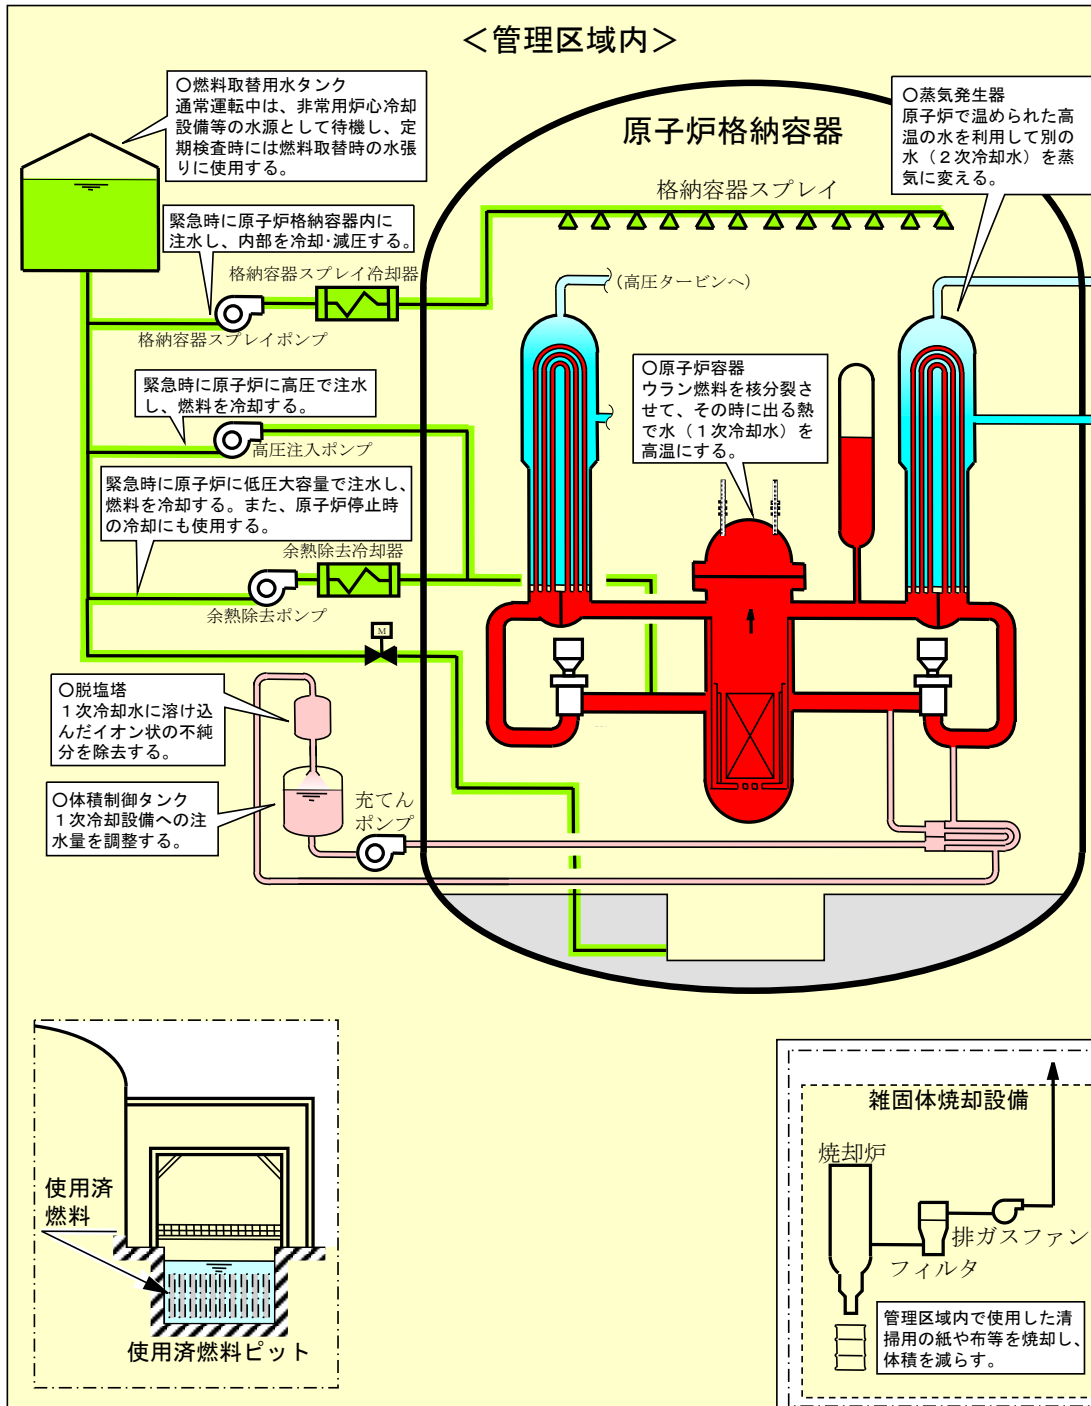 ＜管理区域内＞
○燃料取替用水タンク
通常運転中は、非常用炉心冷却
設備等の水源として待機し、定
期検査時には燃料取替時の水張
りに使用する。
○蒸気発生器
原子炉で温められた高
温の水を利用して別の
水（２次冷却水）を蒸
気に変える。
原子炉格納容器
格納容器スプレイ
緊急時に原子炉格納容器内に
注水し、内部を冷却･減圧する。
格納容器スプレイ冷却器
(高圧タービンへ)
格納容器スプレイポンプ
○原子炉容器
ウラン燃料を核分裂さ
せて、その時に出る熱
で水（１次冷却水）を
高温にする。
緊急時に原子炉に高圧で注水
し、燃料を冷却する。
高圧注入ポンプ
緊急時に原子炉に低圧大容量で注水し、
燃料を冷却する。また、原子炉停止時
の冷却にも使用する。
余熱除去冷却器
余熱除去ポンプ
M
○脱塩塔
１次冷却水に溶け込
んだイオン状の不純
分を除去する。
○体積制御タンク
１次冷却設備への注
水量を調整する。
充てん
ポンプ
使用済
燃料
使用済燃料ピット
雑固体焼却設備
焼却炉
排ガスファン
フィルタ
管理区域内で使用した清
掃用の紙や布等を焼却し、
体積を減らす。